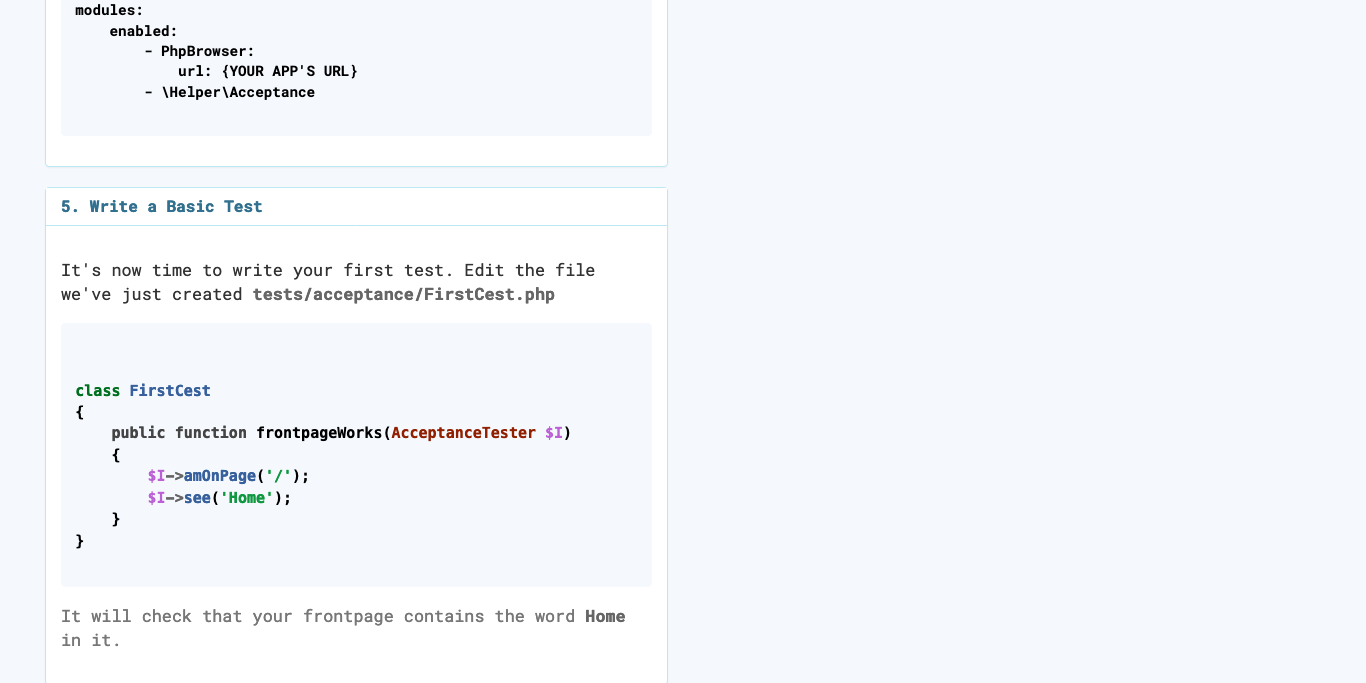 modules:
    enabled:
        - PhpBrowser:
            url: {YOUR APP'S URL}
        - \Helper\Acceptance
5. Write a Basic Test
It's now time to write your first test. Edit the file
we've just created tests/acceptance/FirstCest.php
class FirstCest
{
    public function frontpageWorks(AcceptanceTester $I)
    {
        $I->amOnPage('/');
        $I->see('Home');
    }
}
It will check that your frontpage contains the word Home
in it.